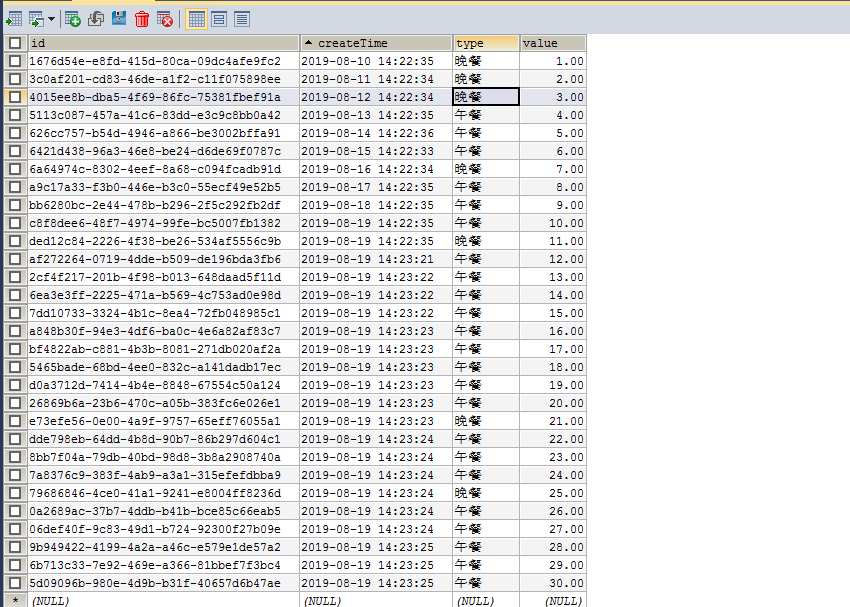 id createTime type value
1676d54e-e8fd-415d-80ca-09dc4afe9fc2 2019-08-10 14:22:35 晚餐 1.00
3c0af201-cd83-46de-a1f2-c11f075898ee 2019-08-11 14:22:34 晚餐 2.00
4015ee8b-dba5-4f69-86fc-75381fbef91a 2019-08-12 14:22:34 晚餐 3.00
5113c087-457a-41c6-83dd-e3c9c8bb0a42 2019-08-13 14:22:35 午餐 4.00
626cc757-b54d-4946-a866-be3002bffa91 2019-08-14 14:22:36 午餐 5.00
6421d438-96a3-46e8-be24-d6de69f0787c 2019-08-15 14:22:33 午餐 6.00
6a64974c-8302-4eef-8a68-c094fcadb91d 2019-08-16 14:22:34 晚餐 7.00
a9c17a33-f3b0-446e-b3c0-55ecf49e52b5 2019-08-17 14:22:35 午餐 8.00
bb6280bc-2e44-478b-b296-2f5c292fb2df 2019-08-18 14:22:35 午餐 9.00
c8f8dee6-48f7-4974-99fe-bc5007fb1382 2019-08-19 14:22:35 午餐 10.00
ded12c84-2226-4f38-be26-534af5556c9b 2019-08-19 14:22:35 晚餐 11.00
af272264-0719-4dde-b509-de196bda3fb6 2019-08-19 14:23:21 午餐 12.00
2cf4f217-201b-4f98-b013-648daad5f11d 2019-08-19 14:23:22 午餐 13.00
6ea3e3ff-2225-471a-b569-4c753ad0e98d 2019-08-19 14:23:22 午餐 14.00
7dd10733-3324-4b1c-8ea4-72fb048985c1 2019-08-19 14:23:22 午餐 15.00
a848b30f-94e3-4df6-ba0c-4e6a82af83c7 2019-08-19 14:23:23 午餐 16.00
bf4822ab-c881-4b3b-8081-271db020af2a 2019-08-19 14:23:23 午餐 17.00
5465bade-68bd-4ee0-832c-a141dadb17ec 2019-08-19 14:23:23 午餐 18.00
d0a3712d-7414-4b4e-8848-67554c50a124 2019-08-19 14:23:23 午餐 19.00
26869b6a-23b6-470c-a05b-383fc6e026e1 2019-08-19 14:23:23 午餐 20.00
e73efe56-0e00-4a9f-9757-65eff76055a1 2019-08-19 14:23:23 晚餐 21.00
dde798eb-64dd-4b8d-90b7-86b297d604c1 2019-08-19 14:23:24 午餐 22.00
8bb7f04a-79db-40bd-98d8-3b8a2908740a 2019-08-19 14:23:24 午餐 23.00
7a8376c9-383f-4ab9-a3a1-315efefdbba9 2019-08-19 14:23:24 午餐 24.00
79686846-4ce0-41a1-9241-e8004ff8236d 2019-08-19 14:23:24 晚餐 25.00
0a2689ac-37b7-4ddb-b41b-bce85c66eab5 2019-08-19 14:23:24 午餐 26.00
06def40f-9c83-49d1-b724-92300f27b09e 2019-08-19 14:23:24 午餐 27.00
9b949422-4199-4a2a-a46c-e579e1de57a2 2019-08-19 14:23:25 午餐 28.00
6b713c33-7e92-469e-a366-81bbef7f3bc4 2019-08-19 14:23:25 午餐 29.00
5d09096b-980e-4d9b-b31f-40657d6b47ae 2019-08-19 14:23:25 午餐 30.00
* (NULL) (NULL) (NULL) (NULL)